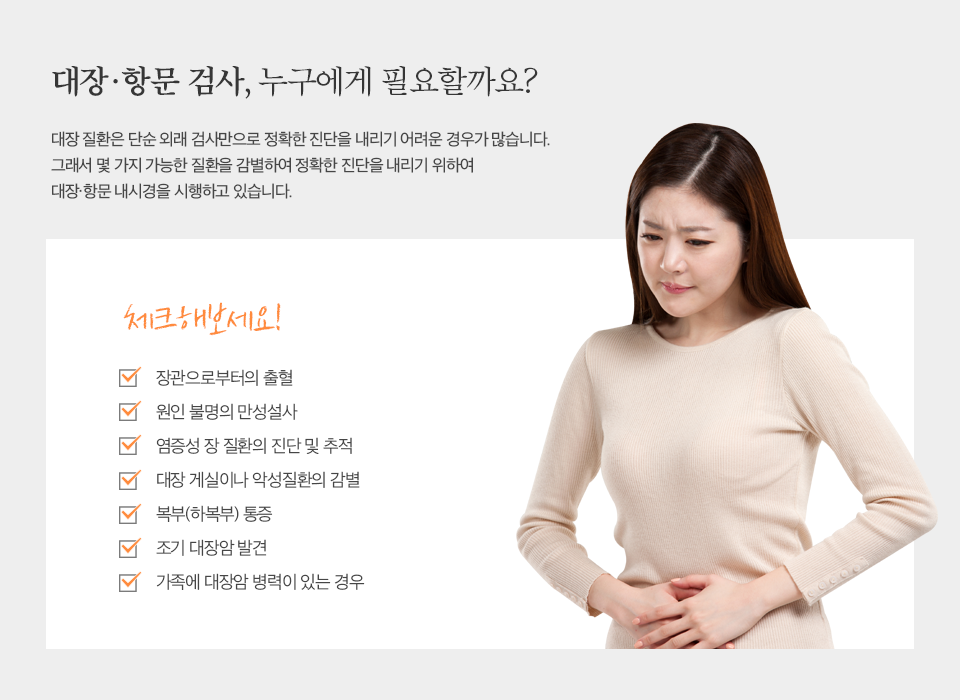 대장·항문 검사, 누구에게 필요할까요?
대장 질환은 단순 외래 검사만으로 정확한 진단을 내리기 어려운 경우가 많습니다.
그래서 몇 가지 가능한 질환을 감별하여 정확한 진단을 내리기 위하여
대장·항문 내시경을 시행하고 있습니다.
체크해보세요!
장관으로부터의 출혈
원인 불명의 만성설사
염증성 장 질환의 진단 및 추적
대장 게실이나 악성질환의 감별
복부(하복부) 통증
조기 대장암 발견
가족에 대장암 병력이 있는 경우